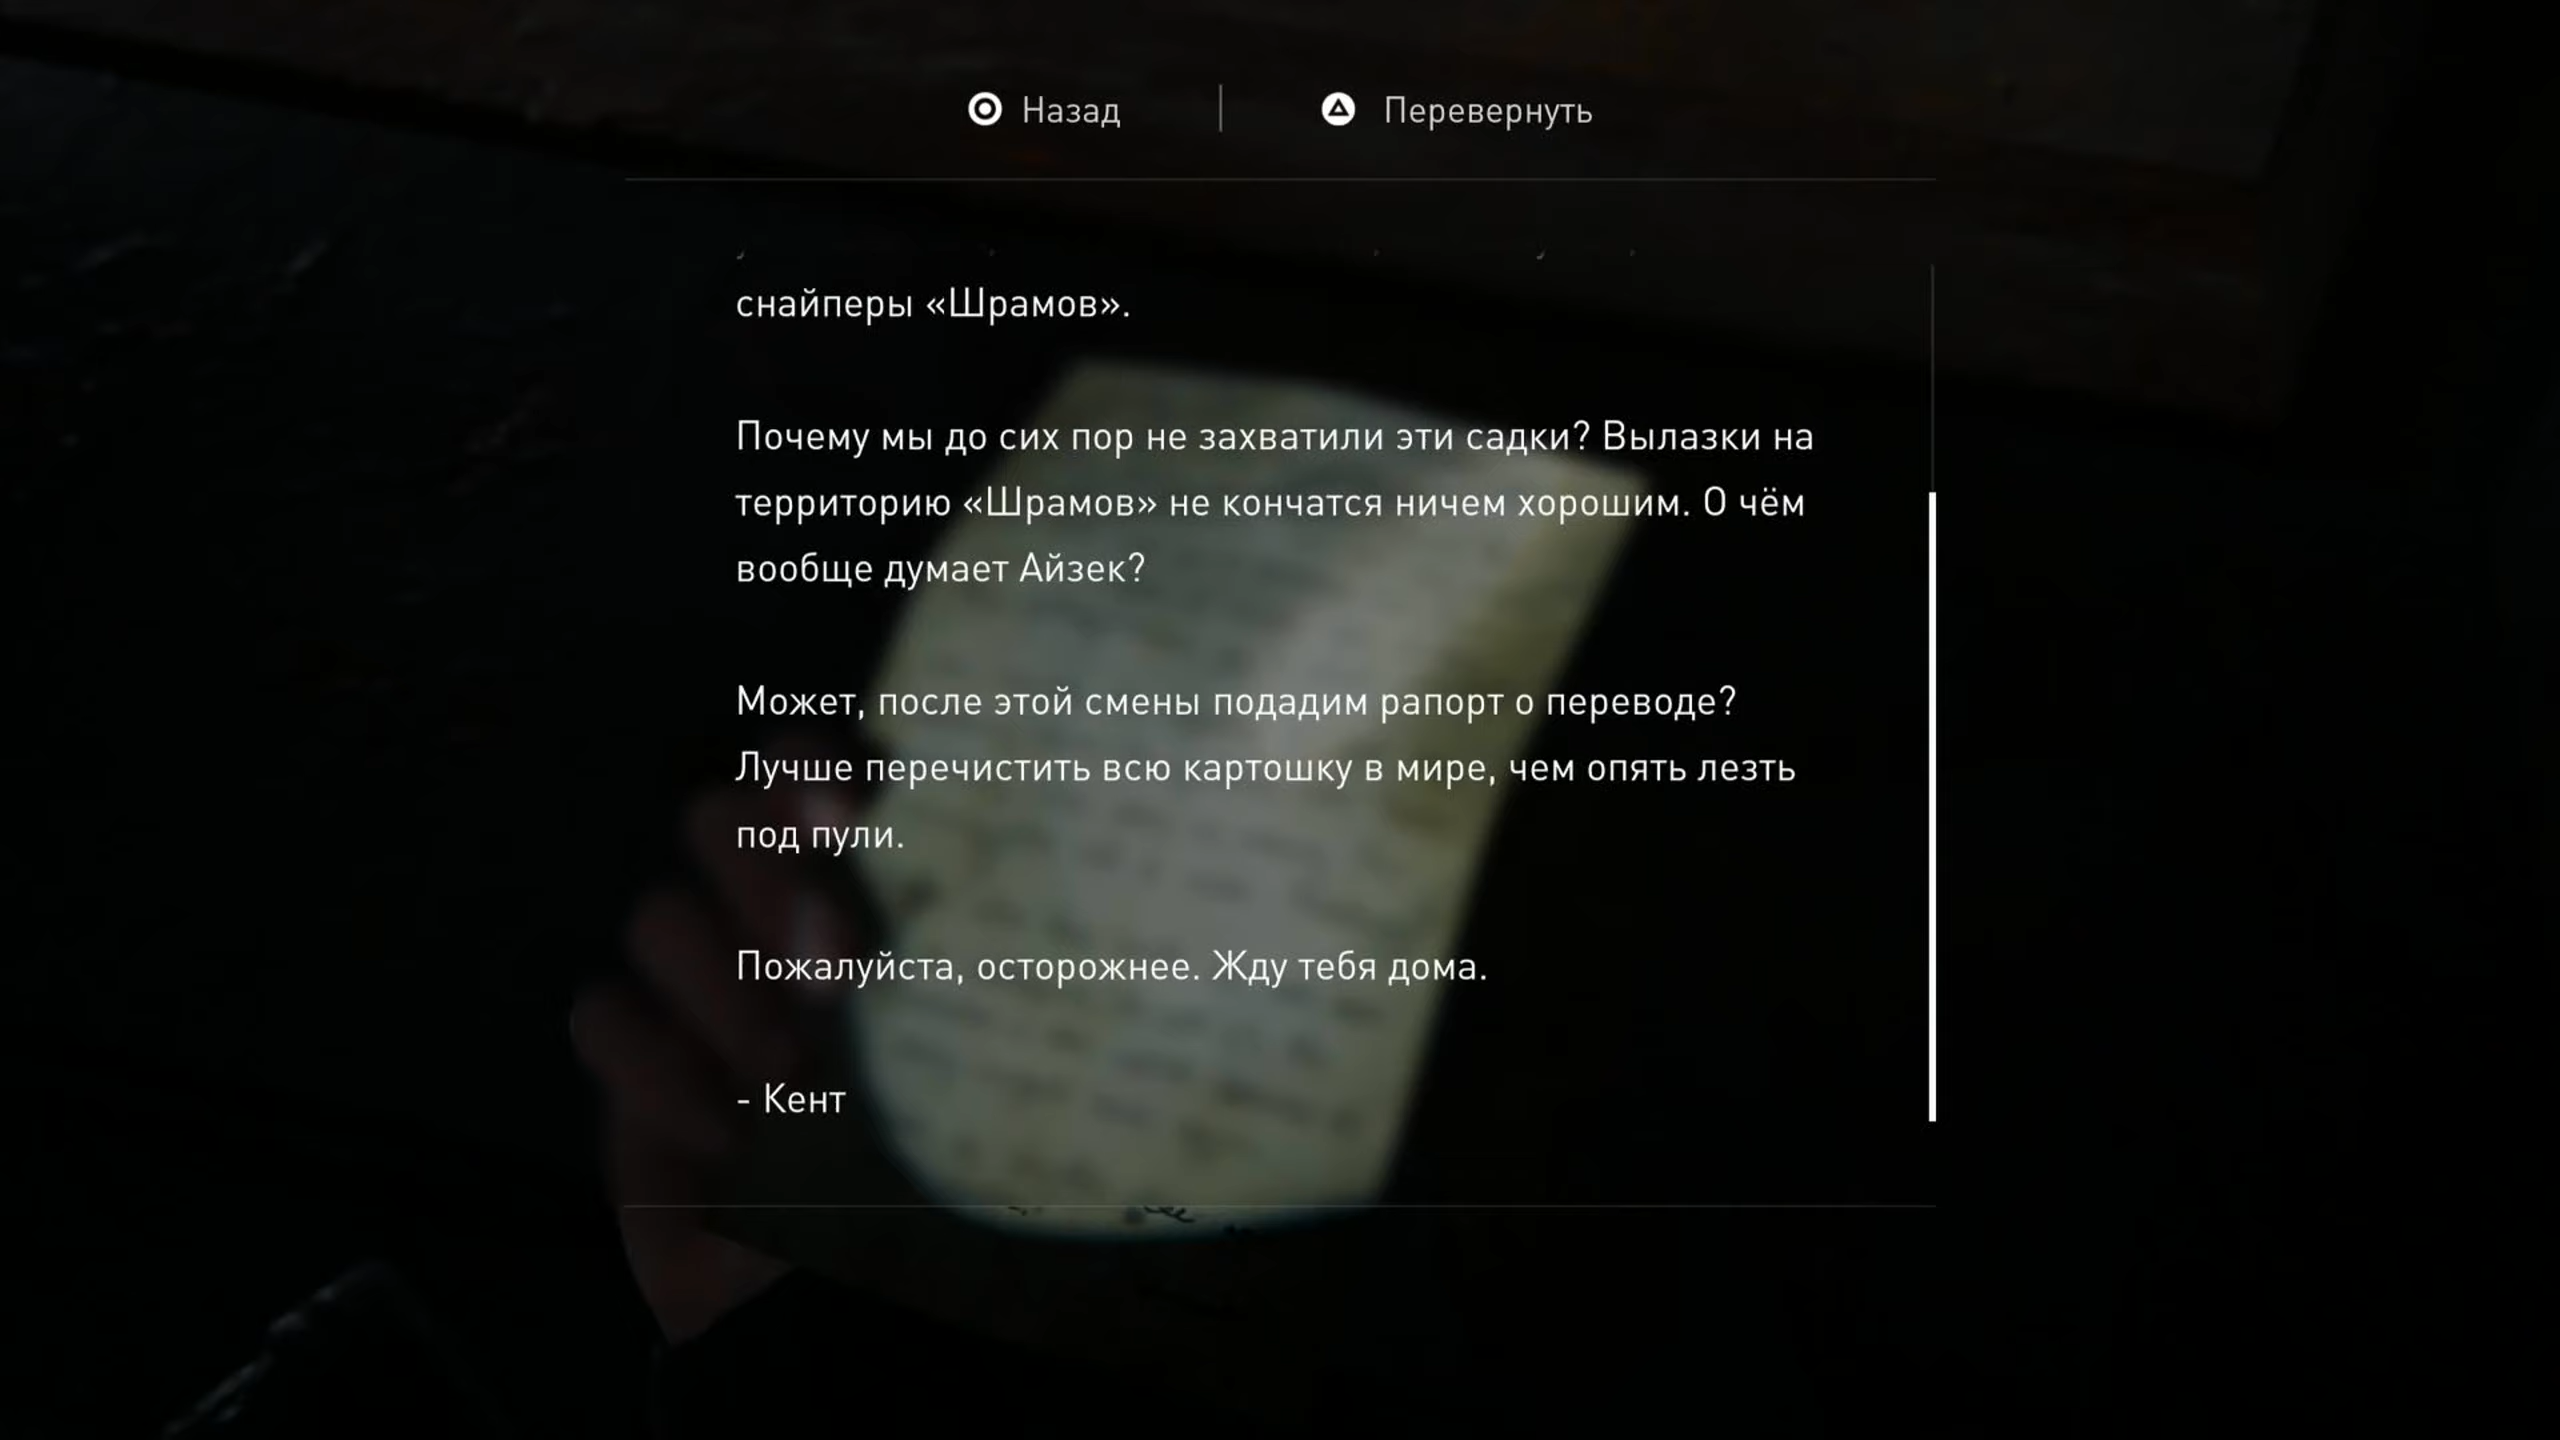 Назад
Перевернуть
снайперы «Шрамов».
Почему мы до сих пор не захватили эти садки? Вылазки на
территорию «Шрамов» не кончатся ничем хорошим. О чём
вообще думает Айзек?
Может, после этой смены подадим рапорт о переводе?
Лучше перечистить всю картошку в мире, чем опять лезть
под пули.
Пожалуйста, осторожнее. Жду тебя дома.
- Кент